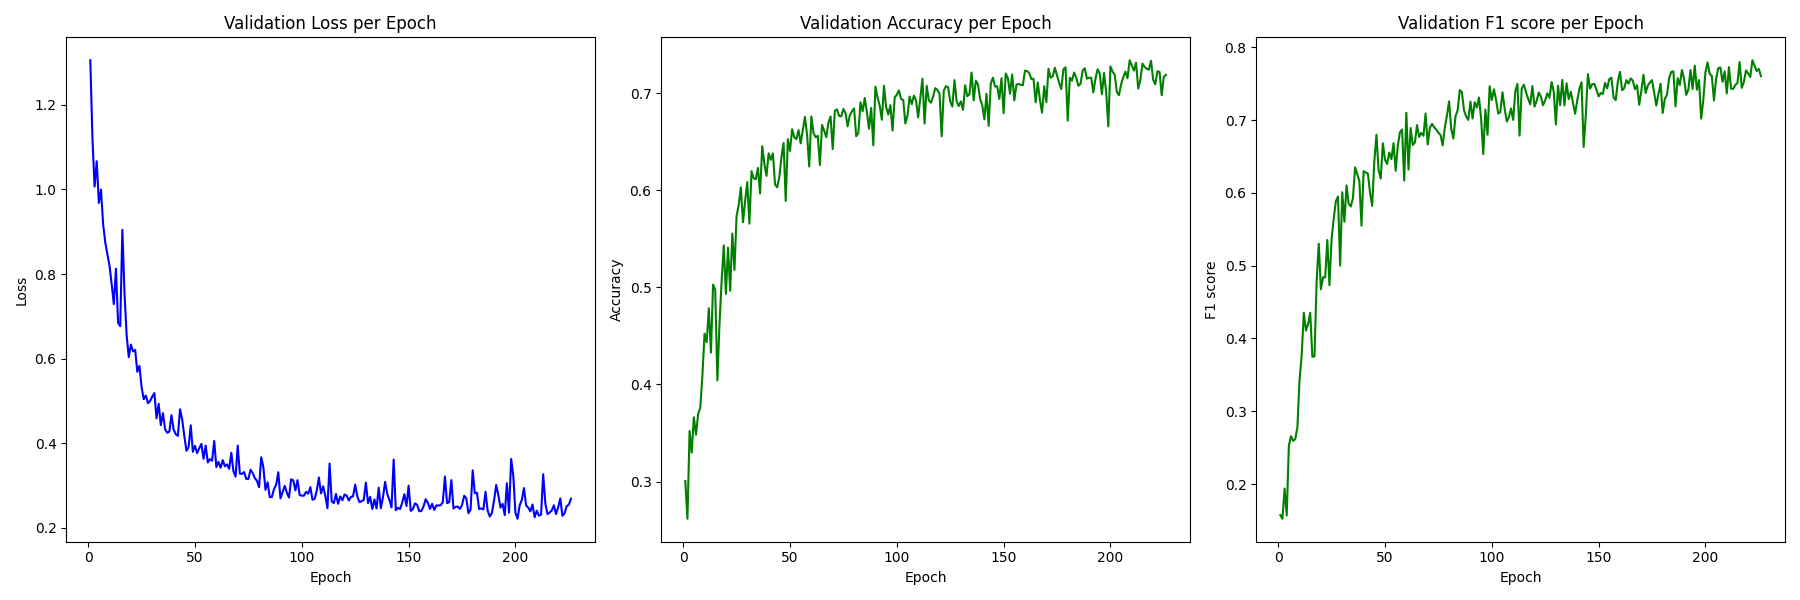 Validation Loss per Epoch
Loss
1.2
1.0
0.8
0.6
0.4
0.2
0 50 100 150 200
Epoch
Validation Accuracy per Epoch
Accuracy
0.7
0.6
0.5
0.4
0.3
0 50 100 150 200
Epoch
Validation F1 score per Epoch
F1 score
0.8
0.7
0.6
0.5
0.4
0.3
0.2
0 50 100 150 200
Epoch